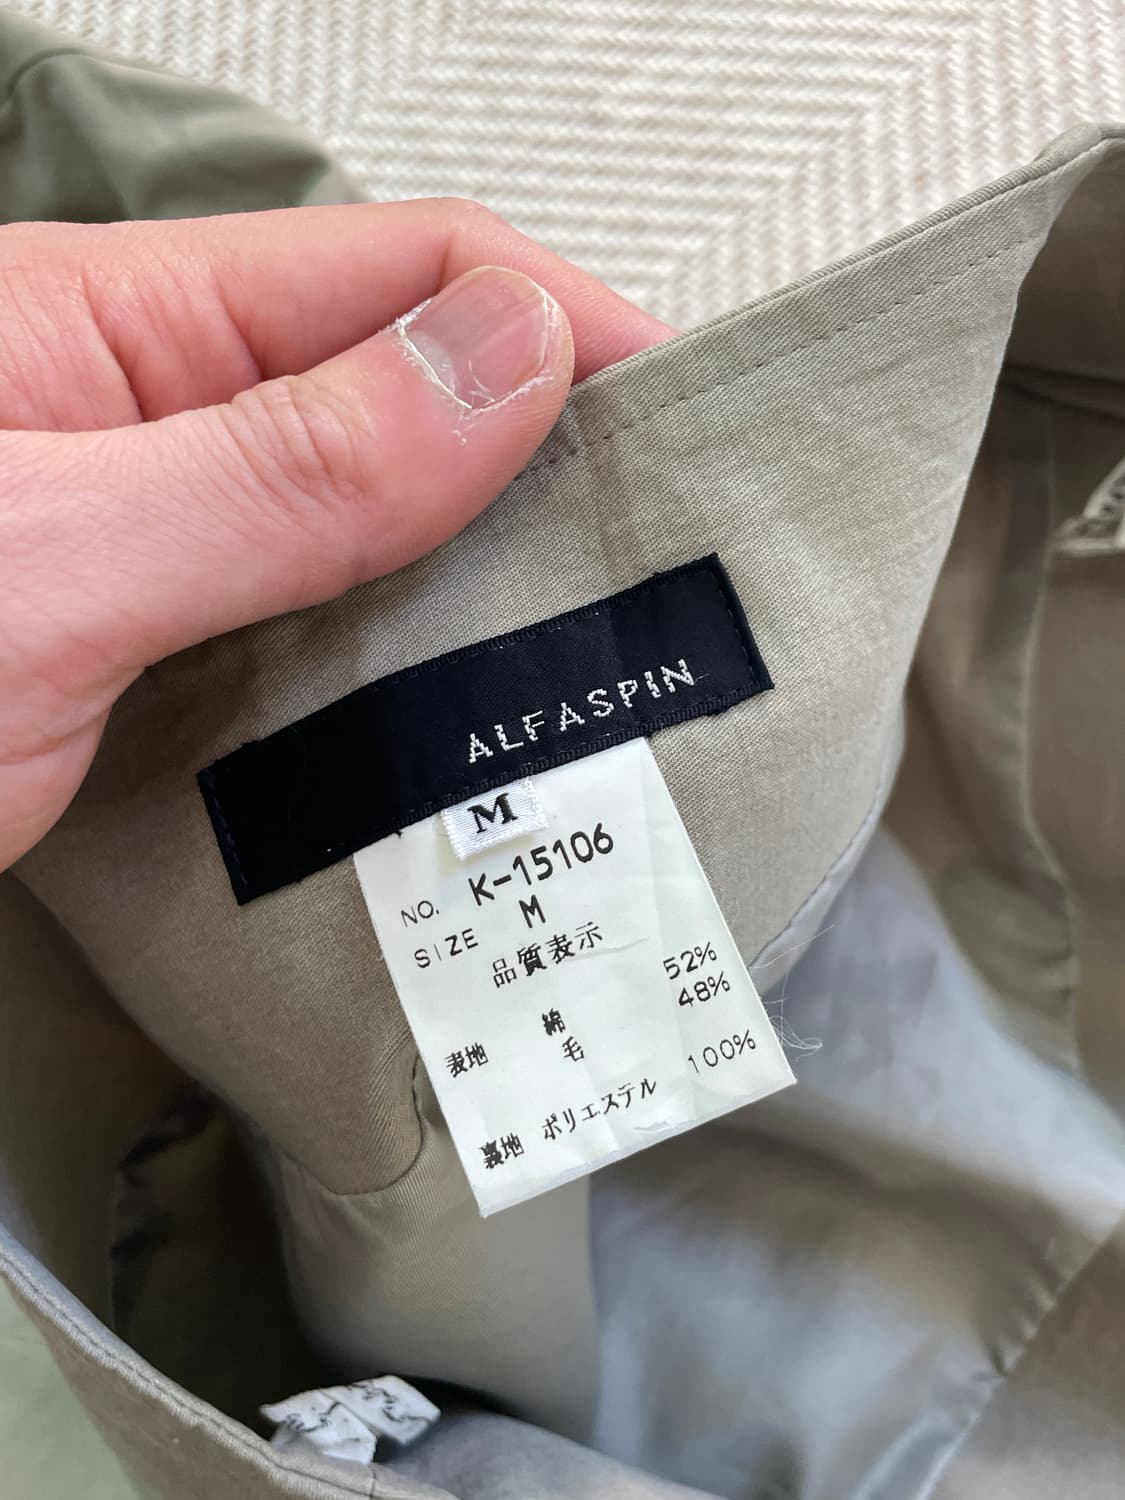 ALFASPIN
M
NO. K-15106
SIZE M
品質表示
表地 綿 52%
毛 48%
裏地 ポリエステル 100%